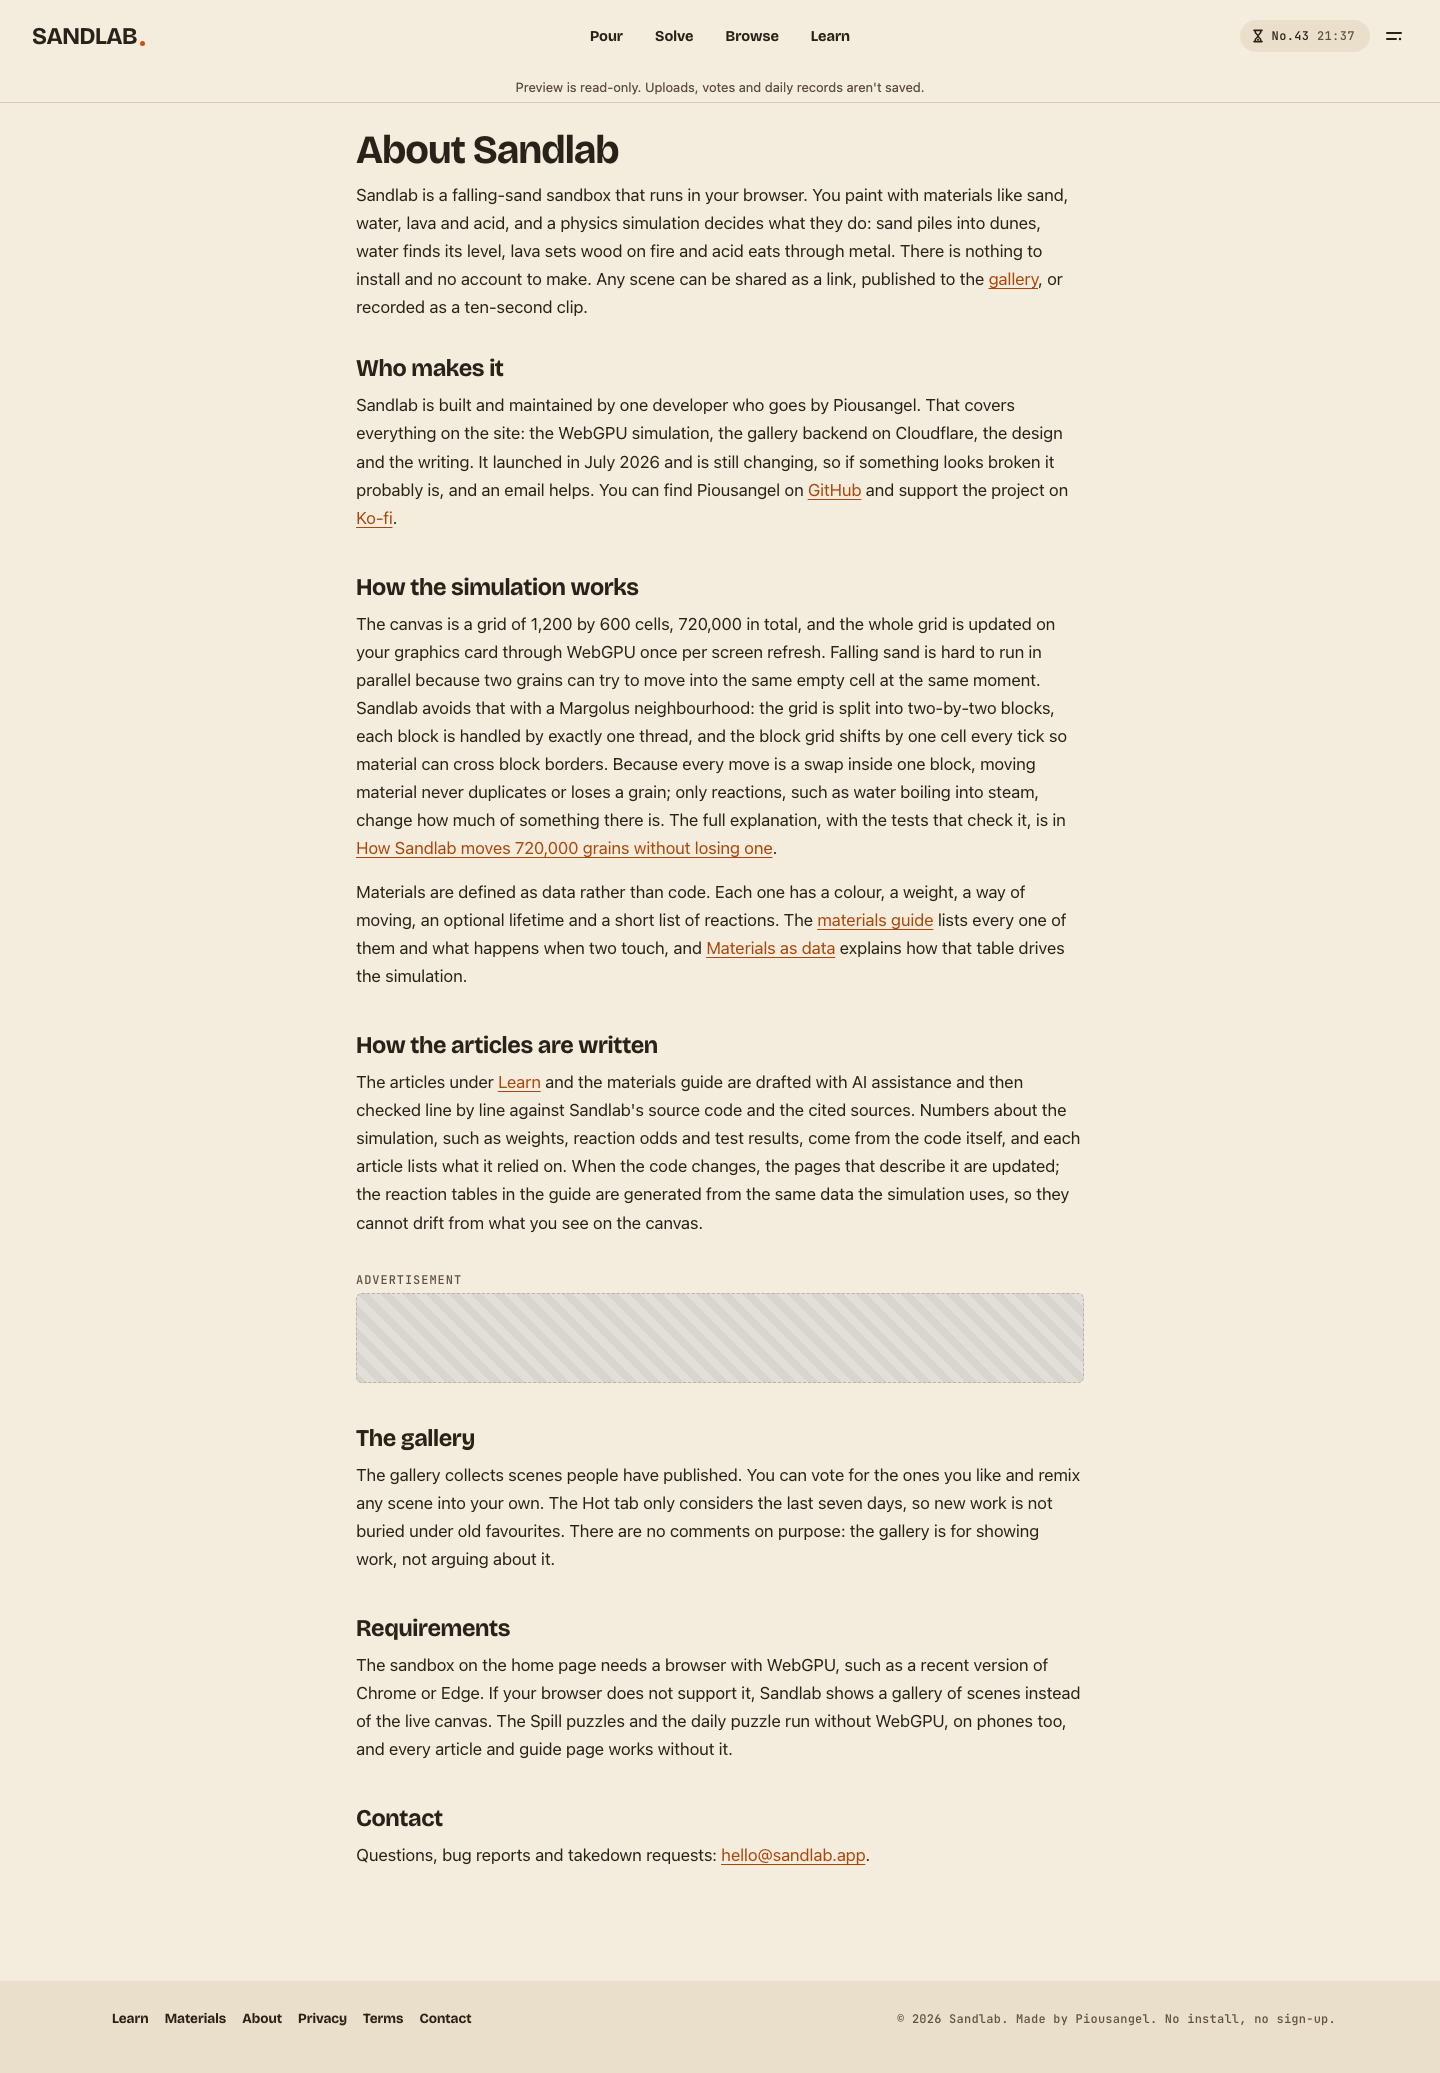 SANDLAB.
Pour Solve Browse Learn
No.43 21:37
Preview is read-only. Uploads, votes and daily records aren't saved.
About Sandlab
Sandlab is a falling-sand sandbox that runs in your browser. You paint with materials like sand,
water, lava and acid, and a physics simulation decides what they do: sand piles into dunes,
water finds its level, lava sets wood on fire and acid eats through metal. There is nothing to
install and no account to make. Any scene can be shared as a link, published to the gallery, or
recorded as a ten-second clip.
Who makes it
Sandlab is built and maintained by one developer who goes by Piousangel. That covers
everything on the site: the WebGPU simulation, the gallery backend on Cloudflare, the design
and the writing. It launched in July 2026 and is still changing, so if something looks broken it
probably is, and an email helps. You can find Piousangel on GitHub and support the project on
Ko-fi.
How the simulation works
The canvas is a grid of 1,200 by 600 cells, 720,000 in total, and the whole grid is updated on
your graphics card through WebGPU once per screen refresh. Falling sand is hard to run in
parallel because two grains can try to move into the same empty cell at the same moment.
Sandlab avoids that with a Margolus neighbourhood: the grid is split into two-by-two blocks,
each block is handled by exactly one thread, and the block grid shifts by one cell every tick so
material can cross block borders. Because every move is a swap inside one block, moving
material never duplicates or loses a grain; only reactions, such as water boiling into steam,
change how much of something there is. The full explanation, with the tests that check it, is in
How Sandlab moves 720,000 grains without losing one.
Materials are defined as data rather than code. Each one has a colour, a weight, a way of
moving, an optional lifetime and a short list of reactions. The materials guide lists every one of
them and what happens when two touch, and Materials as data explains how that table drives
the simulation.
How the articles are written
The articles under Learn and the materials guide are drafted with AI assistance and then
checked line by line against Sandlab's source code and the cited sources. Numbers about the
simulation, such as weights, reaction odds and test results, come from the code itself, and each
article lists what it relied on. When the code changes, the pages that describe it are updated;
the reaction tables in the guide are generated from the same data the simulation uses, so they
cannot drift from what you see on the canvas.
ADVERTISEMENT
The gallery
The gallery collects scenes people have published. You can vote for the ones you like and remix
any scene into your own. The Hot tab only considers the last seven days, so new work is not
buried under old favourites. There are no comments on purpose: the gallery is for showing
work, not arguing about it.
Requirements
The sandbox on the home page needs a browser with WebGPU, such as a recent version of
Chrome or Edge. If your browser does not support it, Sandlab shows a gallery of scenes instead
of the live canvas. The Spill puzzles and the daily puzzle run without WebGPU, on phones too,
and every article and guide page works without it.
Contact
Questions, bug reports and takedown requests: hello@sandlab.app.
Learn Materials About Privacy Terms Contact
© 2026 Sandlab. Made by Piousangel. No install, no sign-up.